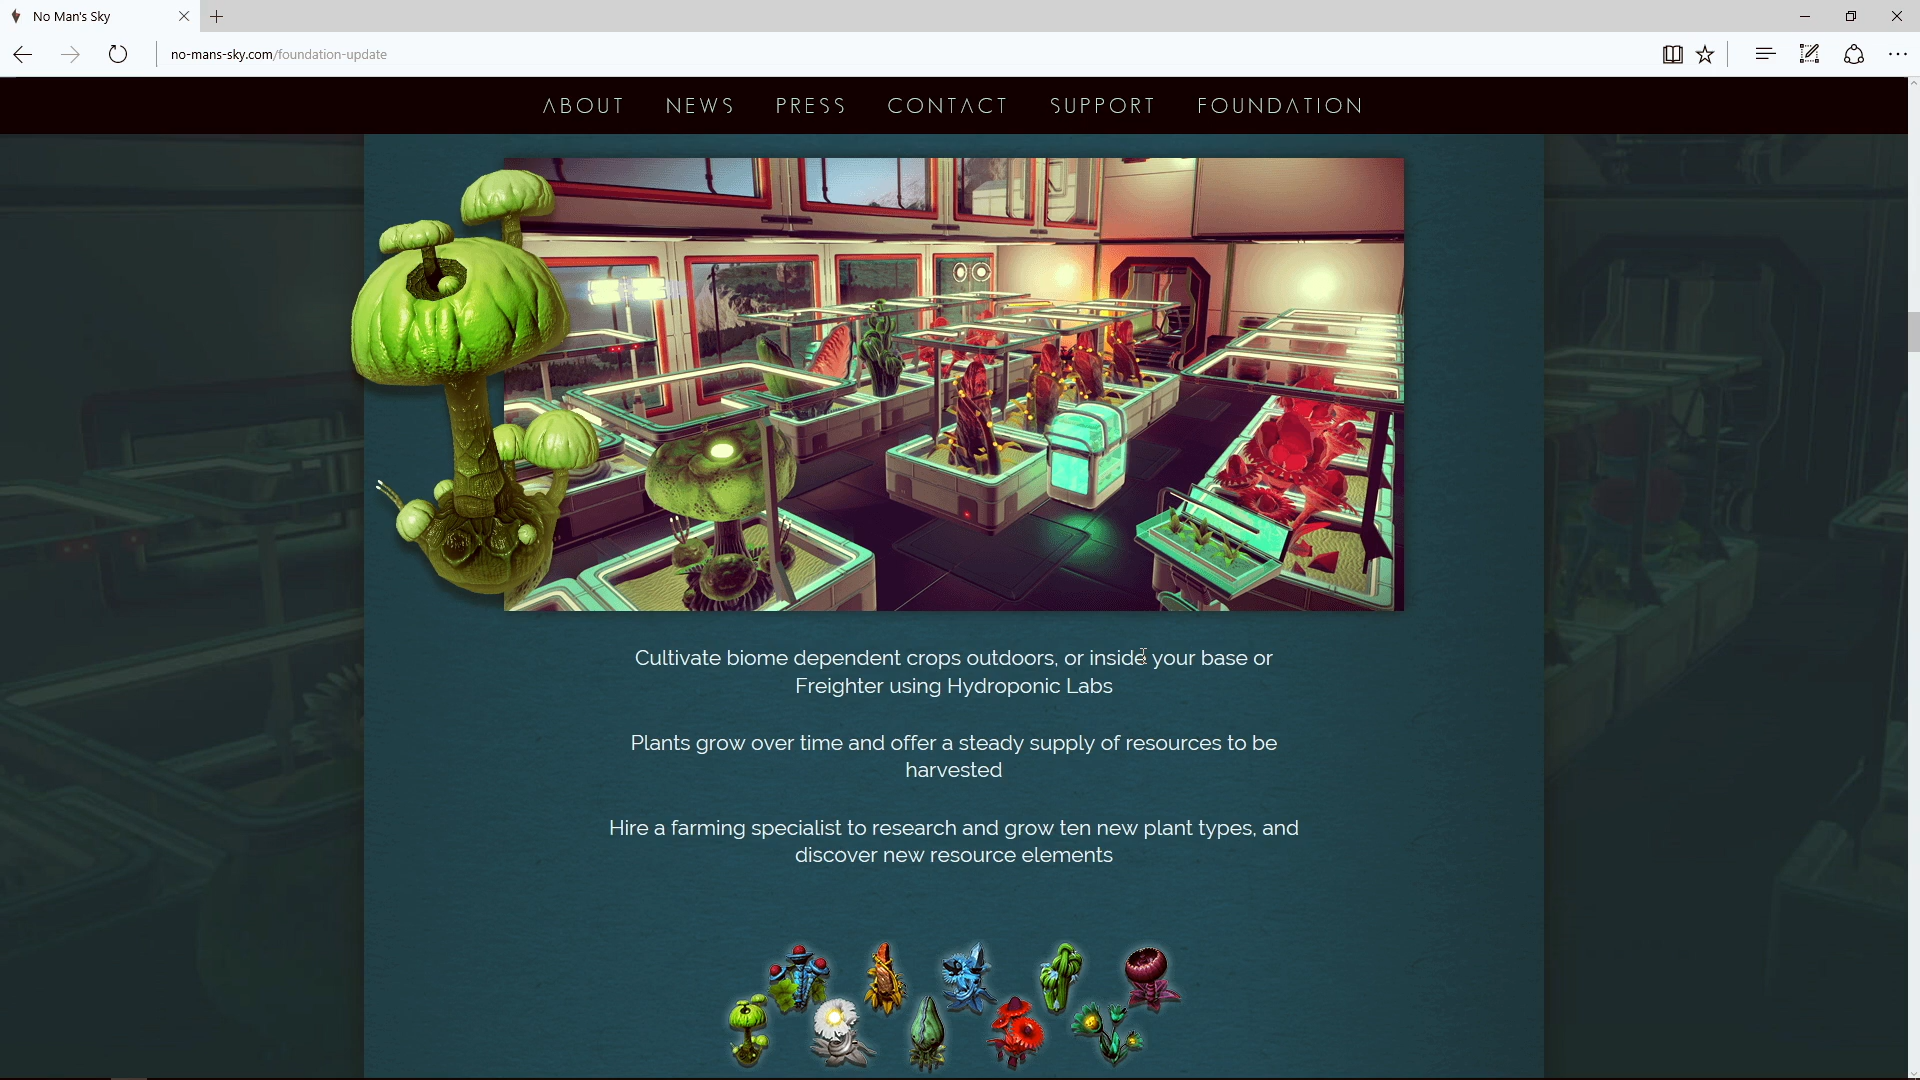 No Man's Sky
no-mans-sky.com/foundation-update
ABOUT NEWS PRESS CONTACT SUPPORT FOUNDATION
Cultivate biome dependent crops outdoors, or inside your base or
Freighter using Hydroponic Labs
Plants grow over time and offer a steady supply of resources to be
harvested
Hire a farming specialist to research and grow ten new plant types, and
discover new resource elements